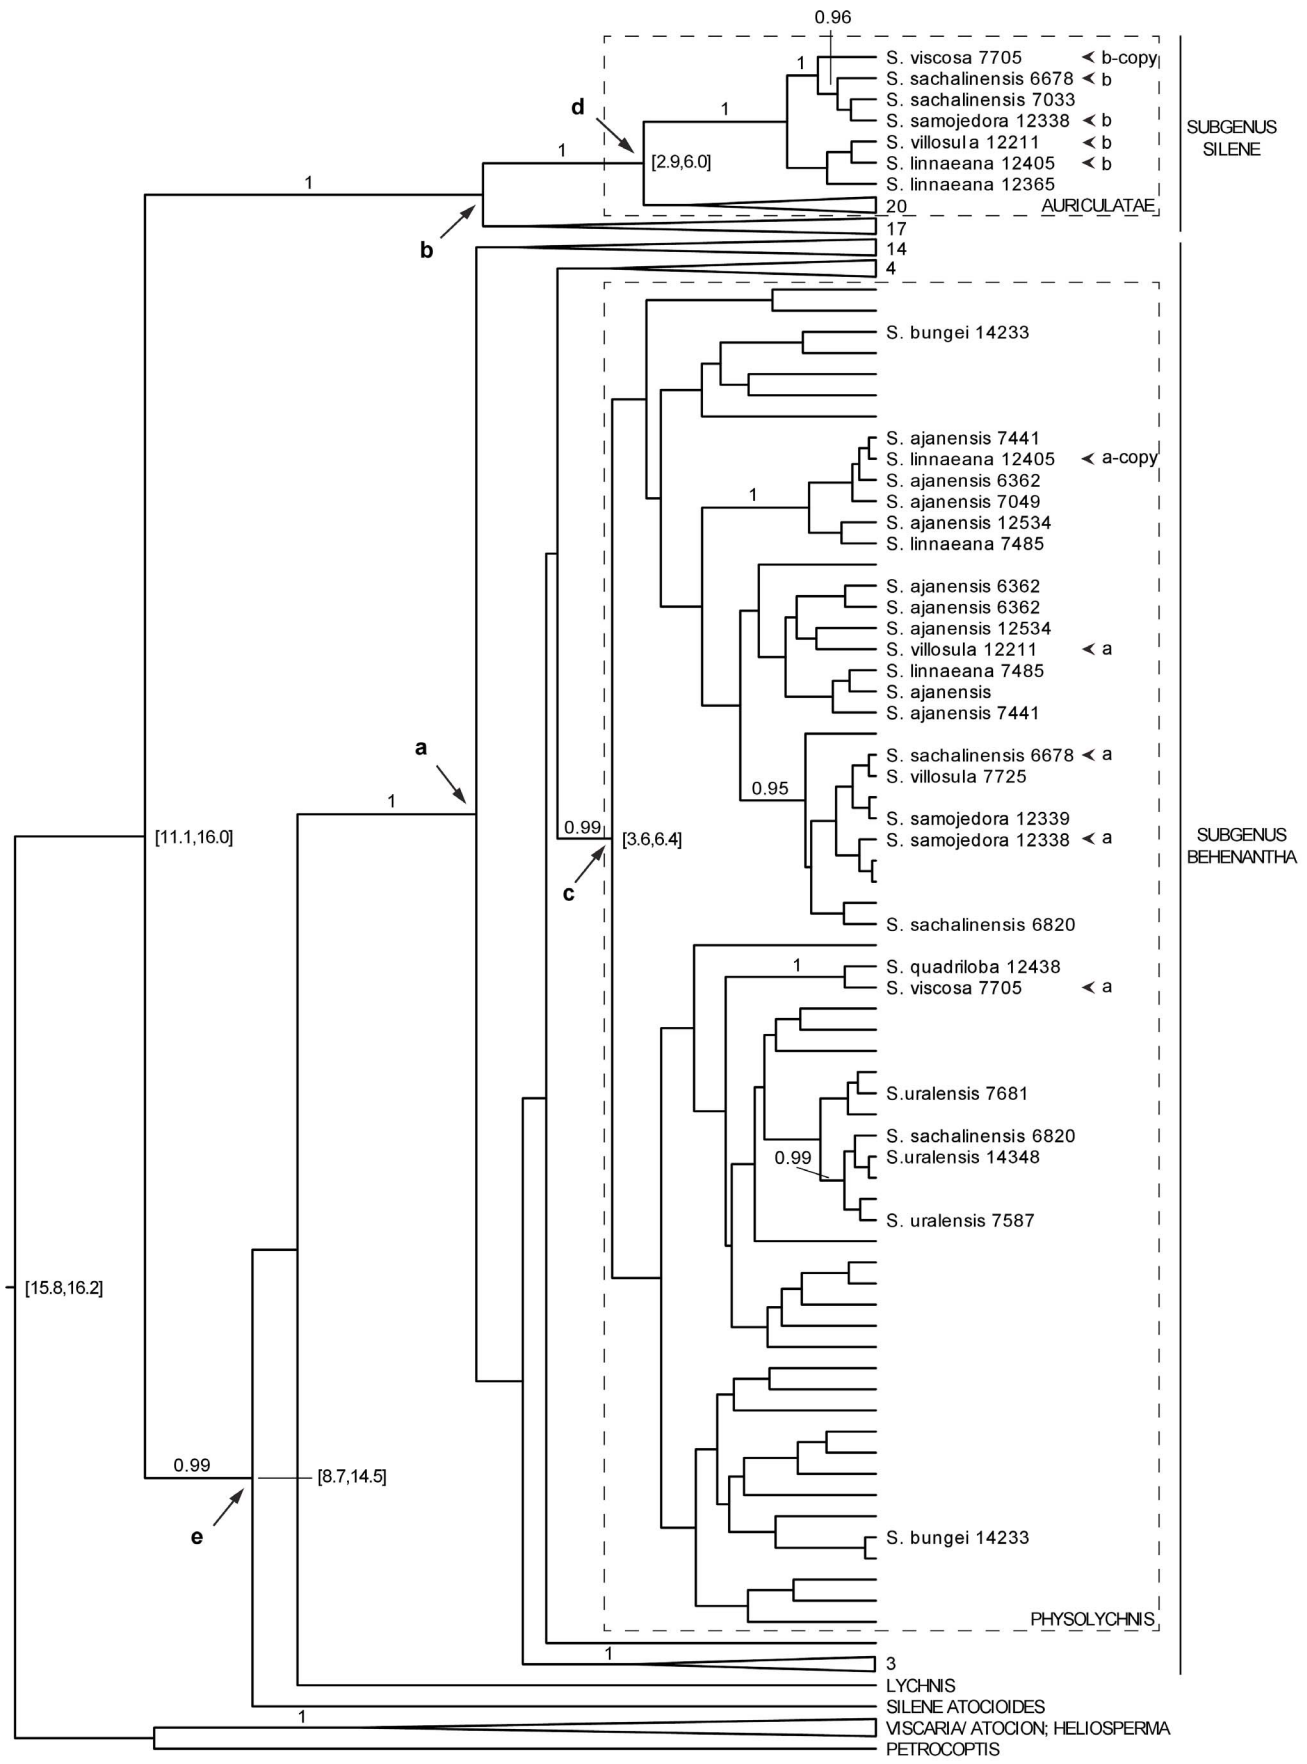 0.96
S. viscosa 7705 b-copy
1
S. sachalinensis 6678 b
S. sachalinensis 7033
d
1
S. samojedora 12338 b
SUBGENUS
SILENE
S. villosula 12211 b
1
[2.9,6.0]
S. linnaeana 12405 b
1
S. linnaeana 12365
20
AURICULATAE
17
b
14
4
S. bungei 14233
S. ajanensis 7441
S. linnaeana 12405 a-copy
S. ajanensis 6362
1
S. ajanensis 7049
S. ajanensis 12534
S. linnaeana 7485
S. ajanensis 6362
S. ajanensis 6362
S. ajanensis 12534
S. villosula 12211 a
S. linnaeana 7485
S. ajanensis
S. ajanensis 7441
a
S. sachalinensis 6678 a
S. villosula 7725
0.95
1
S. samojedora 12339
0.99
[11.1,16.0]
[3.6,6.4]
S. samojedora 12338 a
SUBGENUS
BEHENANTHA
c
S. sachalinensis 6820
1
S. quadriloba 12438
S. viscosa 7705 a
S.uralensis 7681
S. sachalinensis 6820
0.99
S.uralensis 14348
S. uralensis 7587
[15.8,16.2]
0.99
[8.7,14.5]
e
S. bungei 14233
PHYSOLYCHNIS
1
3
LYCHNIS
SILENE ATOCIOIDES
1
VISCARIA/ ATOCION; HELIOSPERMA
PETROCOPTIS